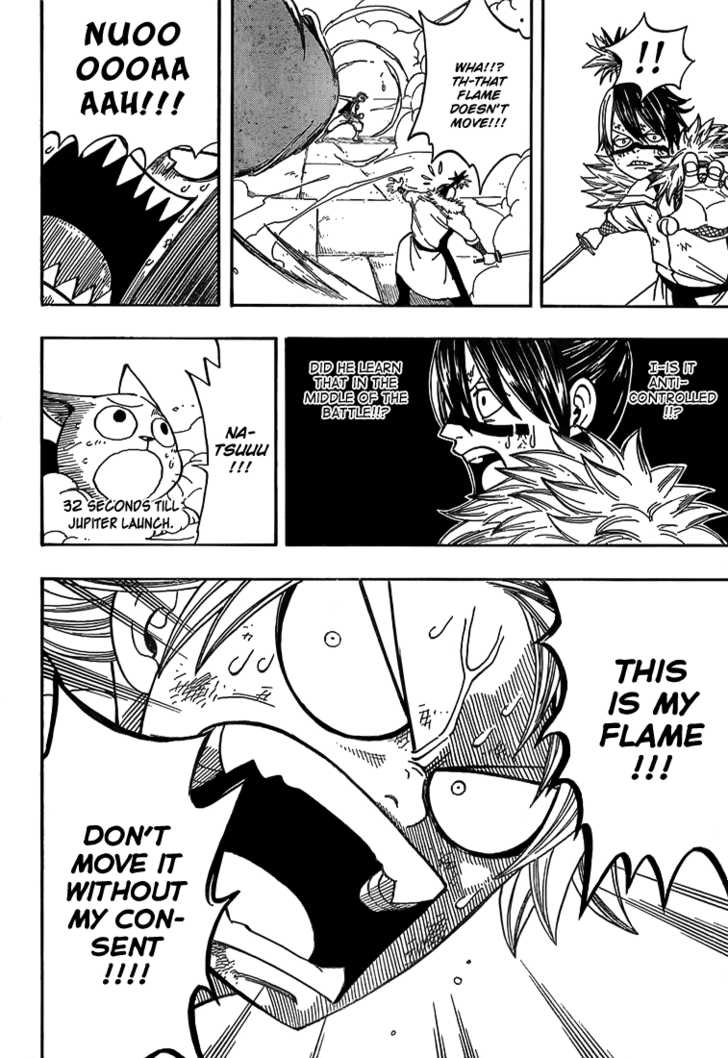 !!
WHA!!?
TH-THAT
FLAME
DOESN'T
MOVE!!!
NUOO
OOOAA
AAH!!!
I-IS IT
ANTI-
CONTROLLED
!!?
DID HE LEARN
THAT IN THE
MIDDLE OF THE
BATTLE!!?
NA-
TSUUU
!!!
32 SECONDS TILL
JUPITER LAUNCH.
THIS
IS MY
FLAME
!!!
DON'T
MOVE IT
WITHOUT
MY CON-
SENT
!!!!